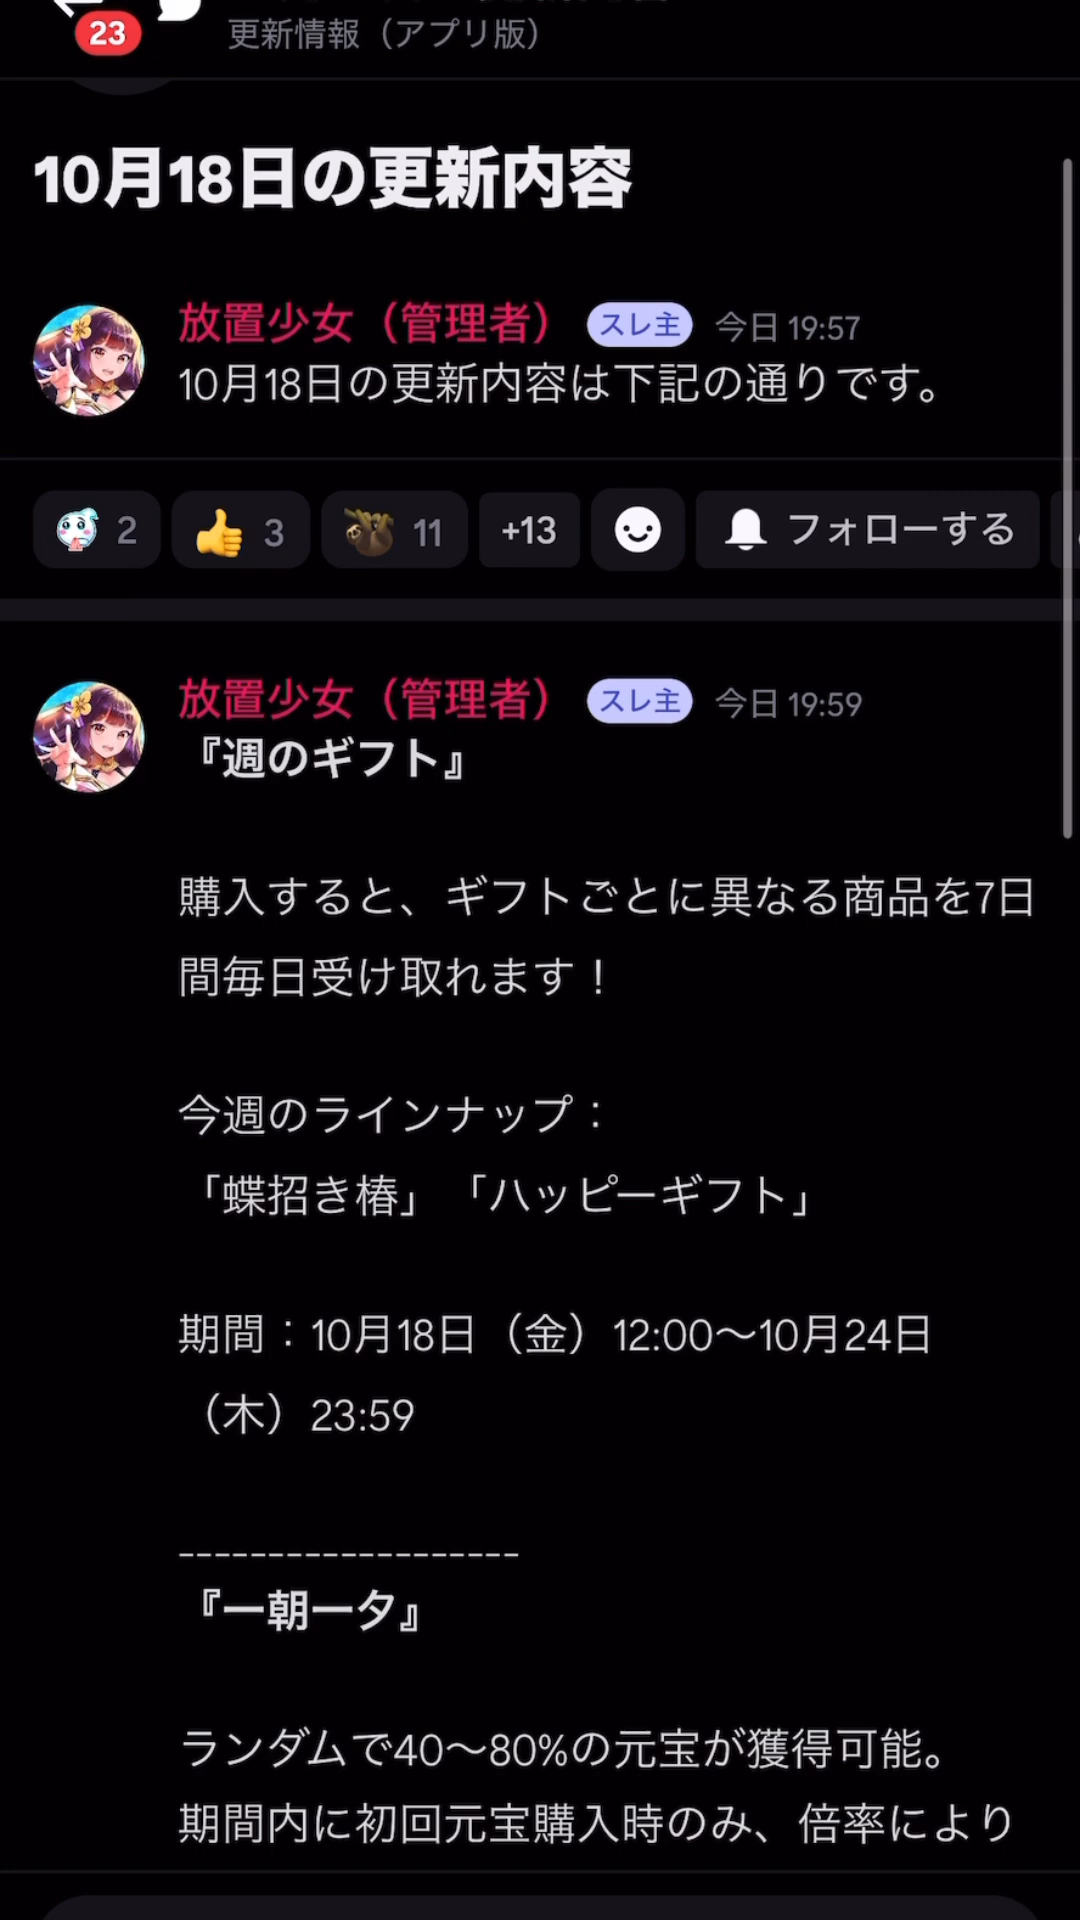 23
更新情報（アプリ版）
10月18日の更新内容
放置少女（管理者） スレ主 今日 19:57
10月18日の更新内容は下記の通りです。
2 3 11 +13 フォローする
放置少女（管理者） スレ主 今日 19:59
『週のギフト』
購入すると、ギフトごとに異なる商品を7日
間毎日受け取れます！
今週のラインナップ：
「蝶招き椿」「ハッピーギフト」
期間：10月18日（金）12:00〜10月24日
（木）23:59
-------------------
『一朝一夕』
ランダムで40〜80%の元宝が獲得可能。
期間内に初回元宝購入時のみ、倍率により